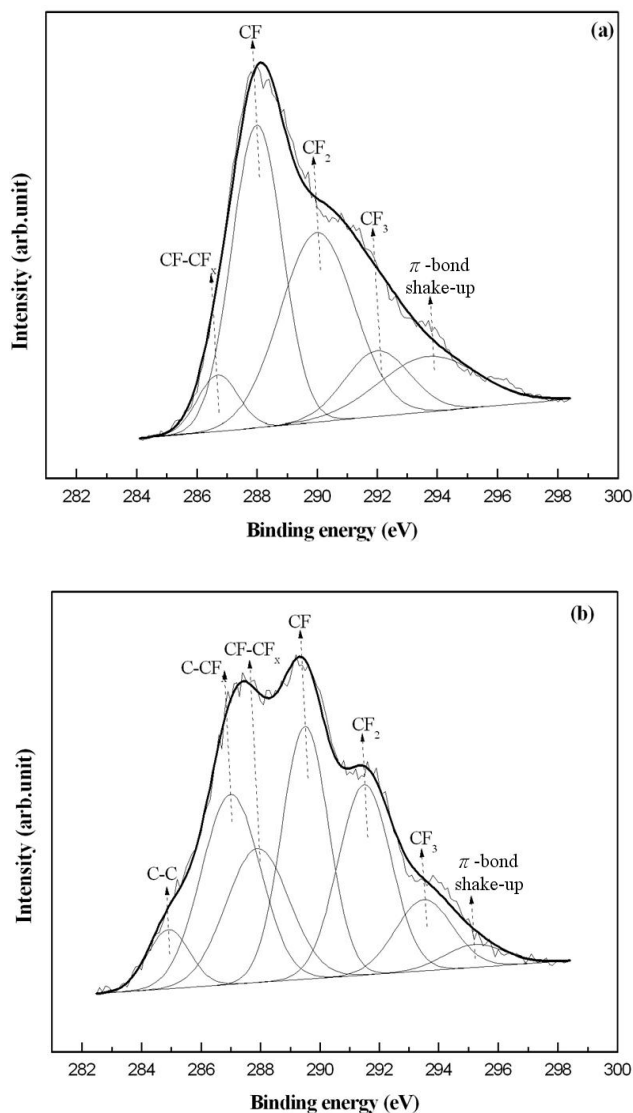 (a)
CF
CF₂
CF₃
CF-CFₓ
π-bond
shake-up
Intensity (arb.unit)
282 284 286 288 290 292 294 296 298 300
Binding energy (eV)
(b)
CF
CF-CFₓ
C-CF
CF₂
CF₃
C-C
π-bond
shake-up
Intensity (arb.unit)
282 284 286 288 290 292 294 296 298 300
Binding energy (eV)